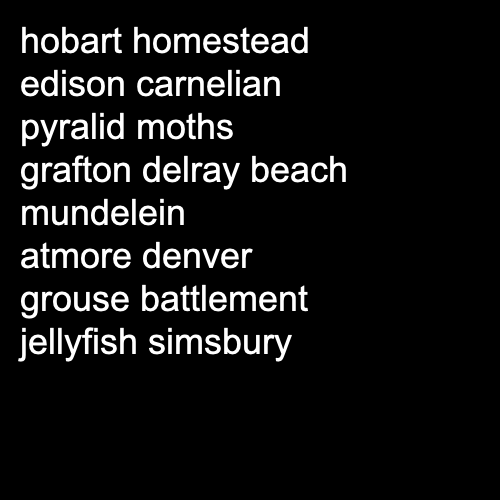 hobart homestead
edison carnelian
pyralid moths
grafton delray beach
mundelein
atmore denver
grouse battlement
jellyfish simsbury